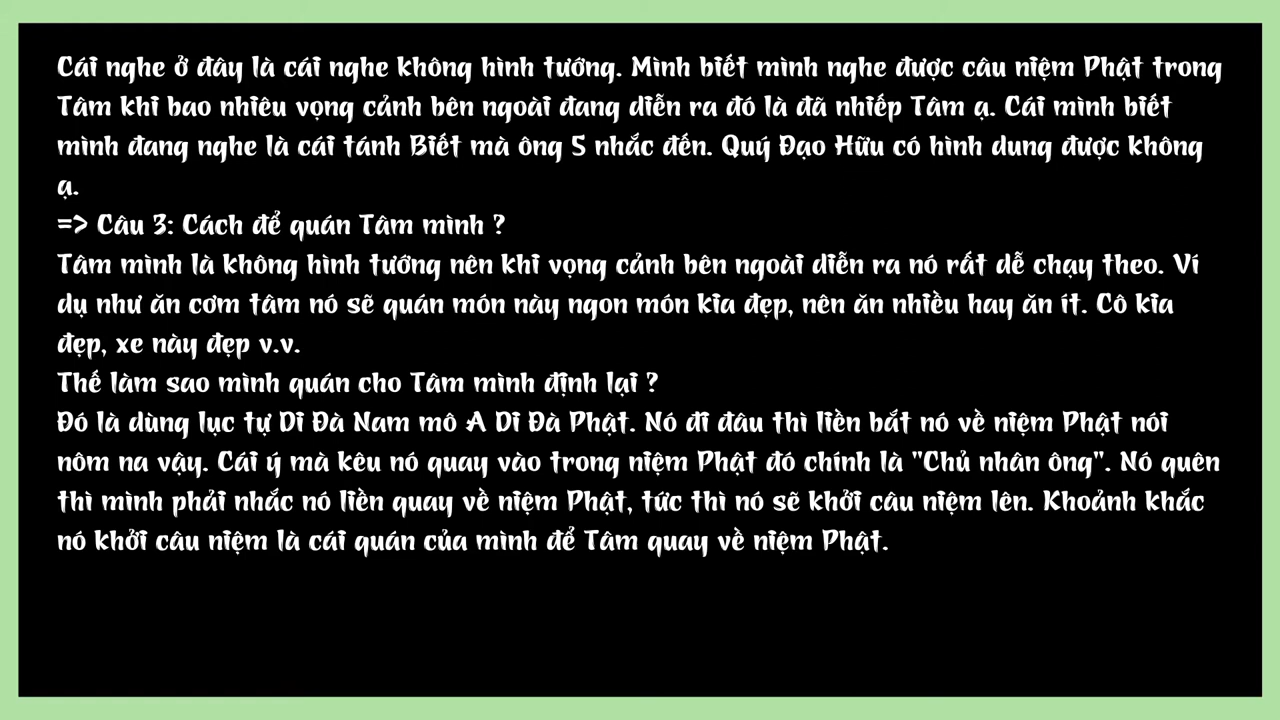 Cái nghe ở đây là cái nghe không hình tướng. Mình biết mình nghe được câu niệm Phật trong
Tâm khi bao nhiêu vọng cảnh bên ngoài đang diễn ra đó là đã nhiếp Tâm ạ. Cái mình biết
mình đang nghe là cái tánh Biết mà ông 5 nhắc đến. Quý Đạo Hữu có hình dung được không
ạ.
=> Câu 3: Cách để quán Tâm mình ?
Tâm mình là không hình tướng nên khi vọng cảnh bên ngoài diễn ra nó rất dễ chạy theo. Ví
dụ như ăn cơm tâm nó sẽ quán món này ngon món kia đẹp, nên ăn nhiều hay ăn ít. Cô kia
đẹp, xe này đẹp v.v.
Thế làm sao mình quán cho Tâm mình định lại ?
Đó là dùng lục tự Di Đà Nam mô A Di Đà Phật. Nó đi đâu thì liền bắt nó về niệm Phật nói
nôm na vậy. Cái ý mà kêu nó quay vào trong niệm Phật đó chính là "Chủ nhân ông". Nó quên
thì mình phải nhắc nó liền quay về niệm Phật, tức thì nó sẽ khởi câu niệm lên. Khoảnh khắc
nó khởi câu niệm là cái quán của mình để Tâm quay về niệm Phật.